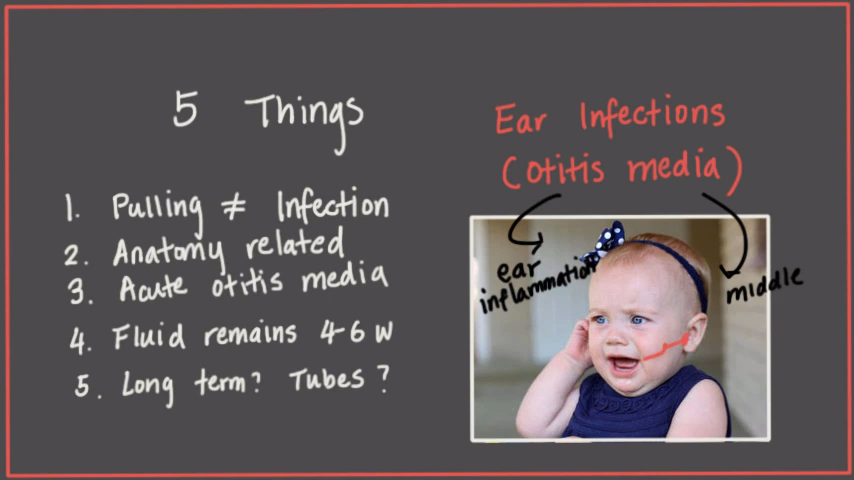 5 Things
1. Pulling ≠ Infection
2. Anatomy related
3. Acute otitis media
4. Fluid remains 4-6 w
5. Long term? Tubes?
Ear Infections
(otitis media)
ear
inflammation
middle